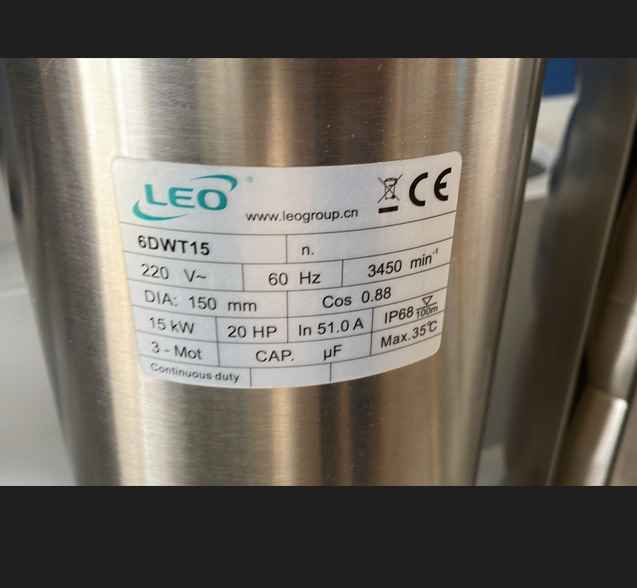 LEO ®
www.leogroup.cn
CE
6DWT15 n.
220 V~ 60 Hz 3450 min⁻¹
DIA: 150 mm Cos 0.88
15 kW 20 HP In 51.0 A IP68 100m
3 - Mot CAP. µF Max.35℃
Continuous duty